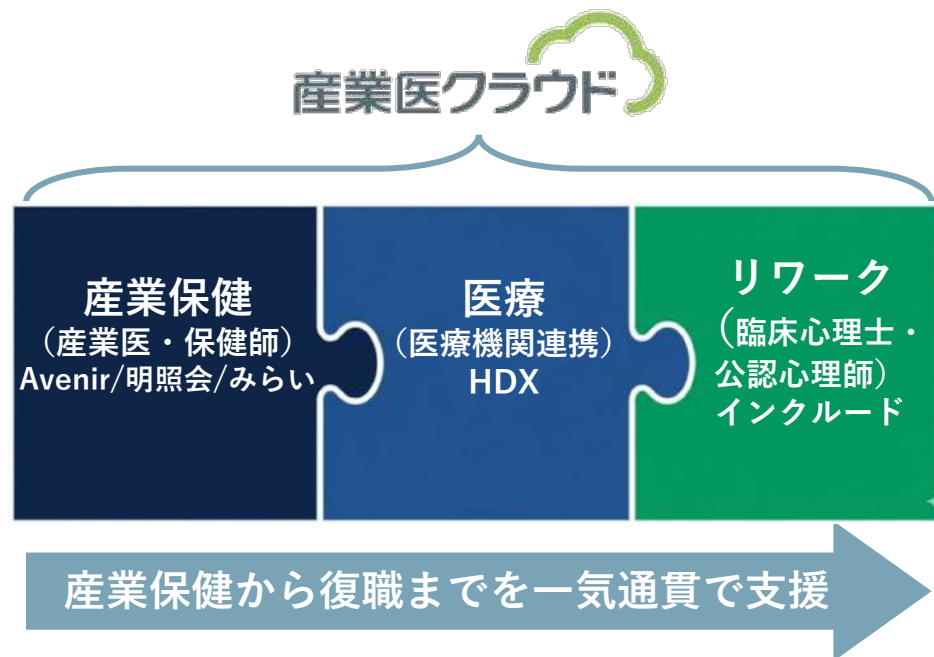 産業医クラウド
産業保健
（産業医・保健師）
Avenir/明照会/みらい
医療
（医療機関連携）
HDX
リワーク
（臨床心理士・
公認心理師）
インクルード
産業保健から復職までを一気通貫で支援